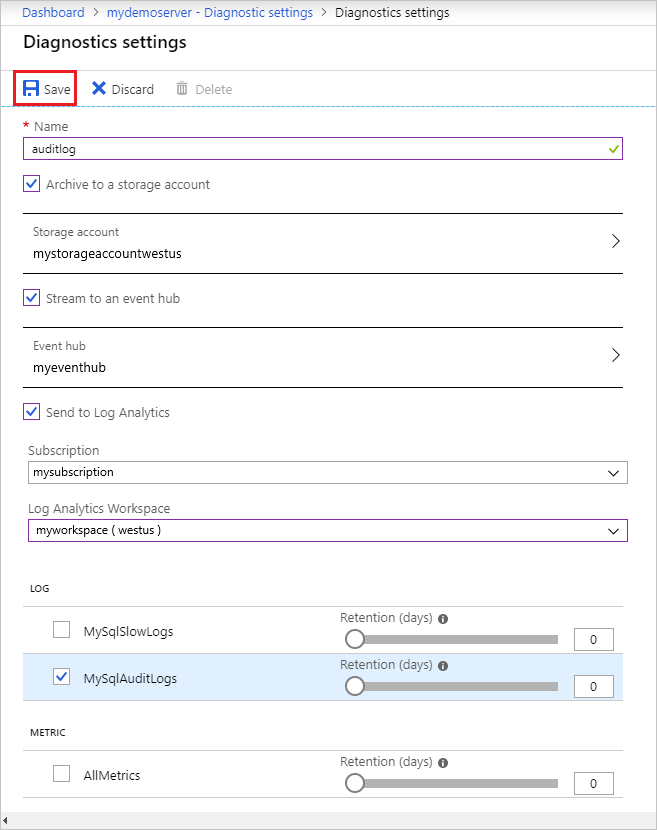 Dashboard > mydemoserver - Diagnostic settings > Diagnostics settings
Diagnostics settings
Save Discard Delete
* Name
auditlog
Archive to a storage account
Storage account
mystorageaccountwestus
Stream to an event hub
Event hub
myeventhub
Send to Log Analytics
Subscription
mysubscription
Log Analytics Workspace
myworkspace ( westus )
LOG
Retention (days)
MySqlSlowLogs 0
Retention (days)
MySqlAuditLogs 0
METRIC
Retention (days)
AllMetrics 0